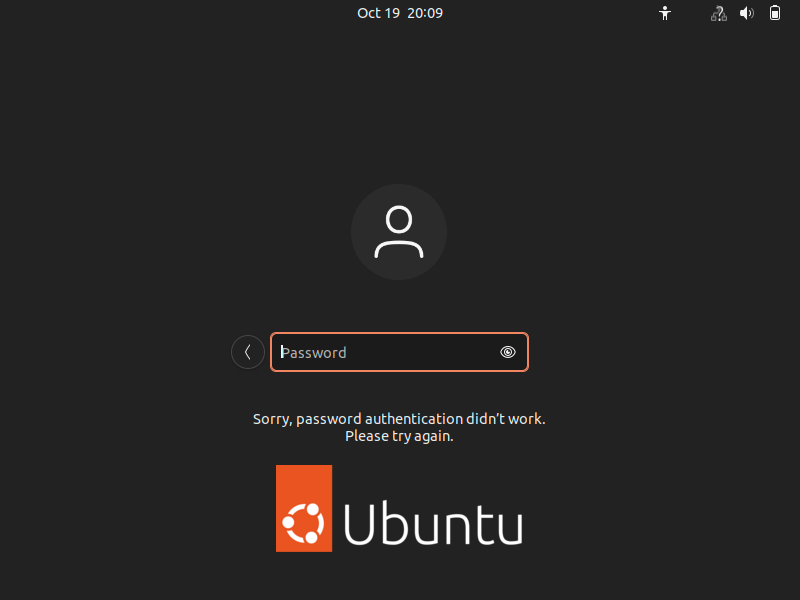 Oct 19 20:09
Password
Sorry, password authentication didn’t work.
Please try again.
Ubuntu